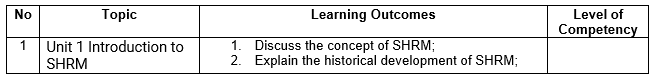 No Topic Learning Outcomes Level of
Competency
1 Unit 1 Introduction to 1. Discuss the concept of SHRM;
SHRM 2. Explain the historical development of SHRM;